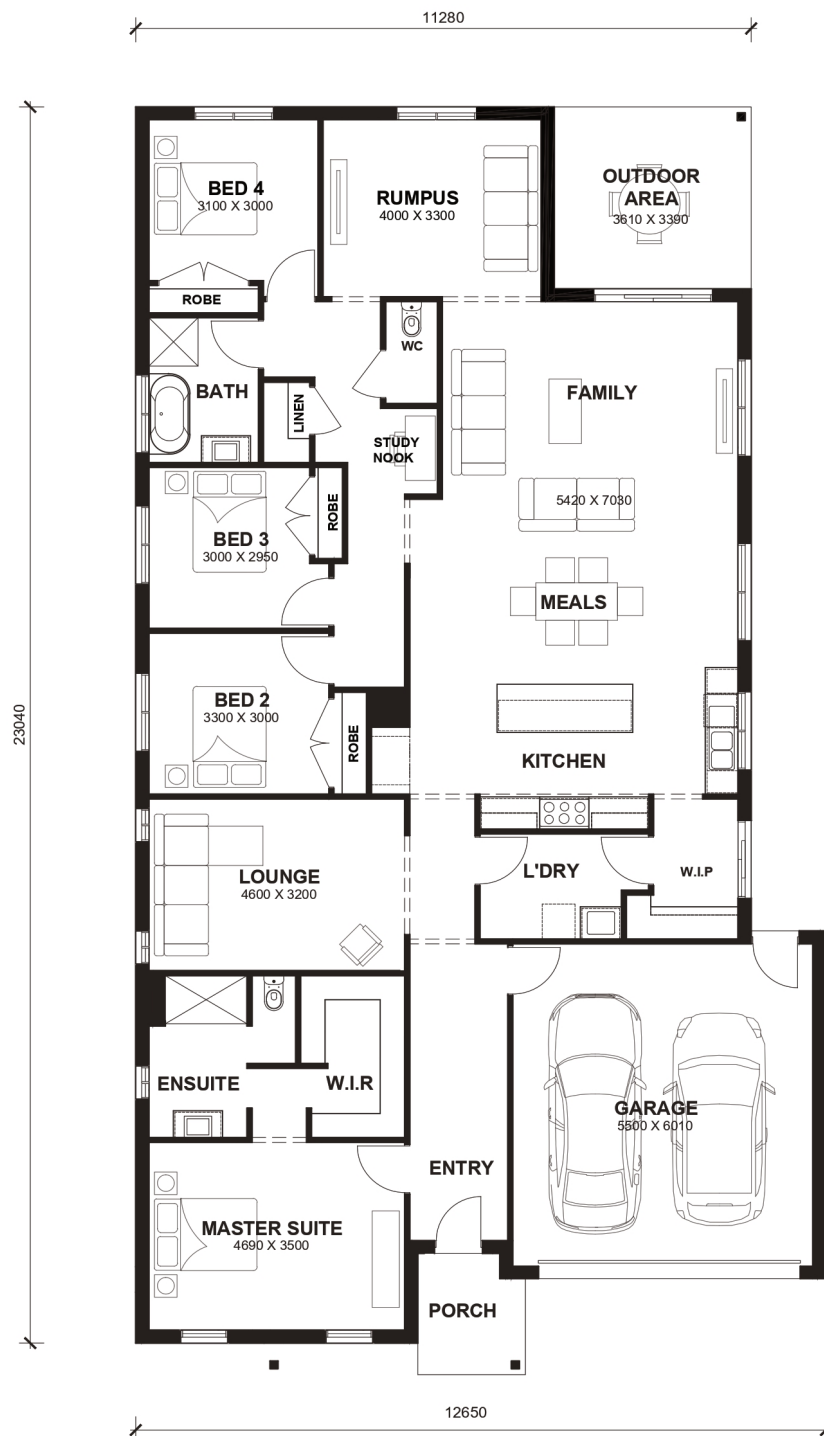 11280
BED 4
3100 X 3000
RUMPUS
4000 X 3300
OUTDOOR
AREA
3610 X 3390
ROBE
WC
BATH
LINEN
FAMILY
STUDY
NOOK
5420 X 7030
ROBE
BED 3
3000 X 2950
MEALS
BED 2
3300 X 3000
23040
ROBE
KITCHEN
LOUNGE
4600 X 3200
L'DRY
W.I.P
ENSUITE
W.I.R
GARAGE
5500 X 6010
ENTRY
MASTER SUITE
4690 X 3500
PORCH
12650